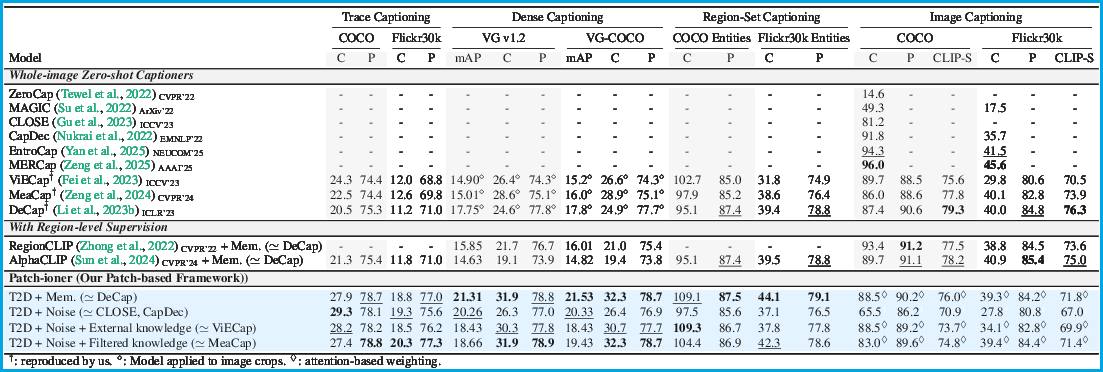 Trace Captioning Dense Captioning Region-Set Captioning Image Captioning
COCO Flickr30k VG v1.2 VG-COCO COCO Entities Flickr30k Entities COCO Flickr30k
Model C P C P mAP C P mAP C P C P C P C P CLIP-S C P CLIP-S
Whole-image Zero-shot Captioners
ZeroCap (Tewel et al., 2022) CVPR'22 - - - - - - - - - - - - - - 14.6 - - - - -
MAGIC (Su et al., 2022) ArXiv'22 - - - - - - - - - - - - - - 49.3 - - 17.5 - -
CLOSE (Gu et al., 2023) ICCV'23 - - - - - - - - - - - - - - 81.2 - - - - -
CapDec (Nukrai et al., 2022) EMNLP'22 - - - - - - - - - - - - - - 91.8 - - 35.7 - -
EntroCap (Yan et al., 2025) NEUCOM'25 - - - - - - - - - - - - - - 94.3 - - 41.5 - -
MERCap (Zeng et al., 2025) AAAI'25 - - - - - - - - - - - - - - 96.0 - - 45.6 - -
ViECap† (Fei et al., 2023) ICCV'23 24.3 74.4 12.0 68.8 14.90° 26.4° 74.3° 15.2° 26.6° 74.3° 102.7 85.0 31.8 74.9 89.7 88.5 75.6 29.8 80.6 70.5
MeaCap† (Zeng et al., 2024) CVPR'24 22.5 74.4 12.6 69.8 15.01° 28.6° 75.1° 16.0° 28.9° 75.1° 97.9 85.2 38.6 76.4 86.0 88.6 77.8 40.1 82.8 73.9
DeCap† (Li et al., 2023b) ICLR'23 20.5 75.3 11.2 71.0 17.75° 24.6° 77.8° 17.8° 24.9° 77.7° 95.1 87.4 39.4 78.8 87.4 90.6 79.3 40.0 84.8 76.3
With Region-level Supervision
RegionCLIP (Zhong et al., 2022) CVPR'22 + Mem. (≃ DeCap) - - - - 15.85 21.7 76.7 16.01 21.0 75.4 - - - - 93.4 91.2 77.5 38.8 84.5 73.6
AlphaCLIP (Sun et al., 2024) CVPR'24 + Mem. (≃ DeCap) 21.3 75.4 11.8 71.0 14.63 19.1 73.9 14.82 19.4 73.8 95.1 87.4 39.5 78.8 89.7 91.1 78.2 40.9 85.4 75.0
Patch-ioner (Our Patch-based Framework))
T2D + Mem. (≃ DeCap) 27.9 78.7 18.8 77.0 21.31 31.9 78.8 21.53 32.3 78.7 109.1 87.5 44.1 79.1 88.5◊ 90.2◊ 76.0◊ 39.3◊ 84.2◊ 71.8◊
T2D + Noise (≃ CLOSE, CapDec) 29.3 78.1 19.3 75.6 20.26 26.3 77.0 20.33 26.4 76.9 97.5 85.6 37.1 76.5 65.5 86.2 70.9 27.8 80.8 67.0
T2D + Noise + External knowledge (≃ ViECap) 28.2 78.2 18.5 76.2 18.43 30.3 77.8 18.43 30.7 77.7 109.3 86.7 37.8 77.8 88.5◊ 89.2◊ 73.7◊ 34.1◊ 82.8◊ 69.9◊
T2D + Noise + Filtered knowledge (≃ MeaCap) 27.4 78.8 20.3 77.3 18.66 31.9 78.9 19.43 32.3 78.7 104.4 86.9 42.3 78.6 83.0◊ 89.6◊ 74.8◊ 39.4◊ 84.4◊ 71.4◊
†: reproduced by us. °: Model applied to image crops. ◊: attention-based weighting.